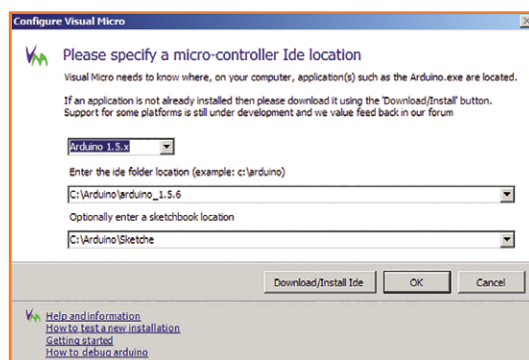 Configure Visual Micro
Please specify a micro-controller Ide location
Visual Micro needs to know where, on your computer, application(s) such as the Arduino.exe are located.
If an application is not already installed then please download it using the 'Download/Install' button.
Support for some platforms is still under development and we value feed back in our forum
Arduino 1.5.x
Enter the ide folder location (example: c:\arduino)
C:\Arduino\arduino_1.5.6
Optionally enter a sketchbook location
C:\Arduino\Sketche
Download/Install Ide OK Cancel
Help and information
How to test a new installation
Getting started
How to debug arduino